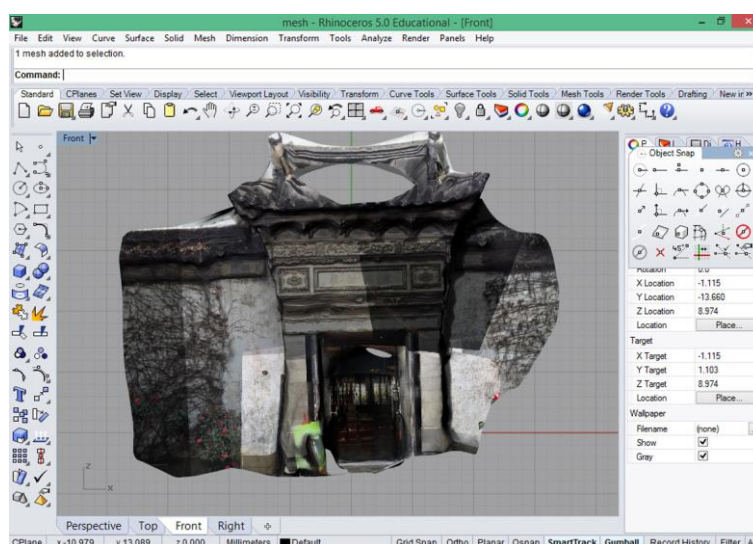 mesh - Rhinoceros 5.0 Educational - [Front]
File Edit View Curve Surface Solid Mesh Dimension Transform Tools Analyze Render Panels Help
1 mesh added to selection.
Command:
Standard CPlanes Set View Display Select Viewport Layout Visibility Transform Curve Tools Surface Tools Solid Tools Mesh Tools Render Tools Drafting New in »
Front
P L Di H
Object Snap
Rotation 0.0
X Location -1.115
Y Location -13.660
Z Location 8.974
Location Place...
Target
X Target -1.115
Y Target 1.103
Z Target 8.974
Location Place...
Wallpaper
Filename (none)
Show
Gray
z
x
Perspective Top Front Right
CPlane x -10.979 y 13.089 z 0.000 Millimeters Default Grid Snap Ortho Planar Osnap SmartTrack Gumball Record History Filter